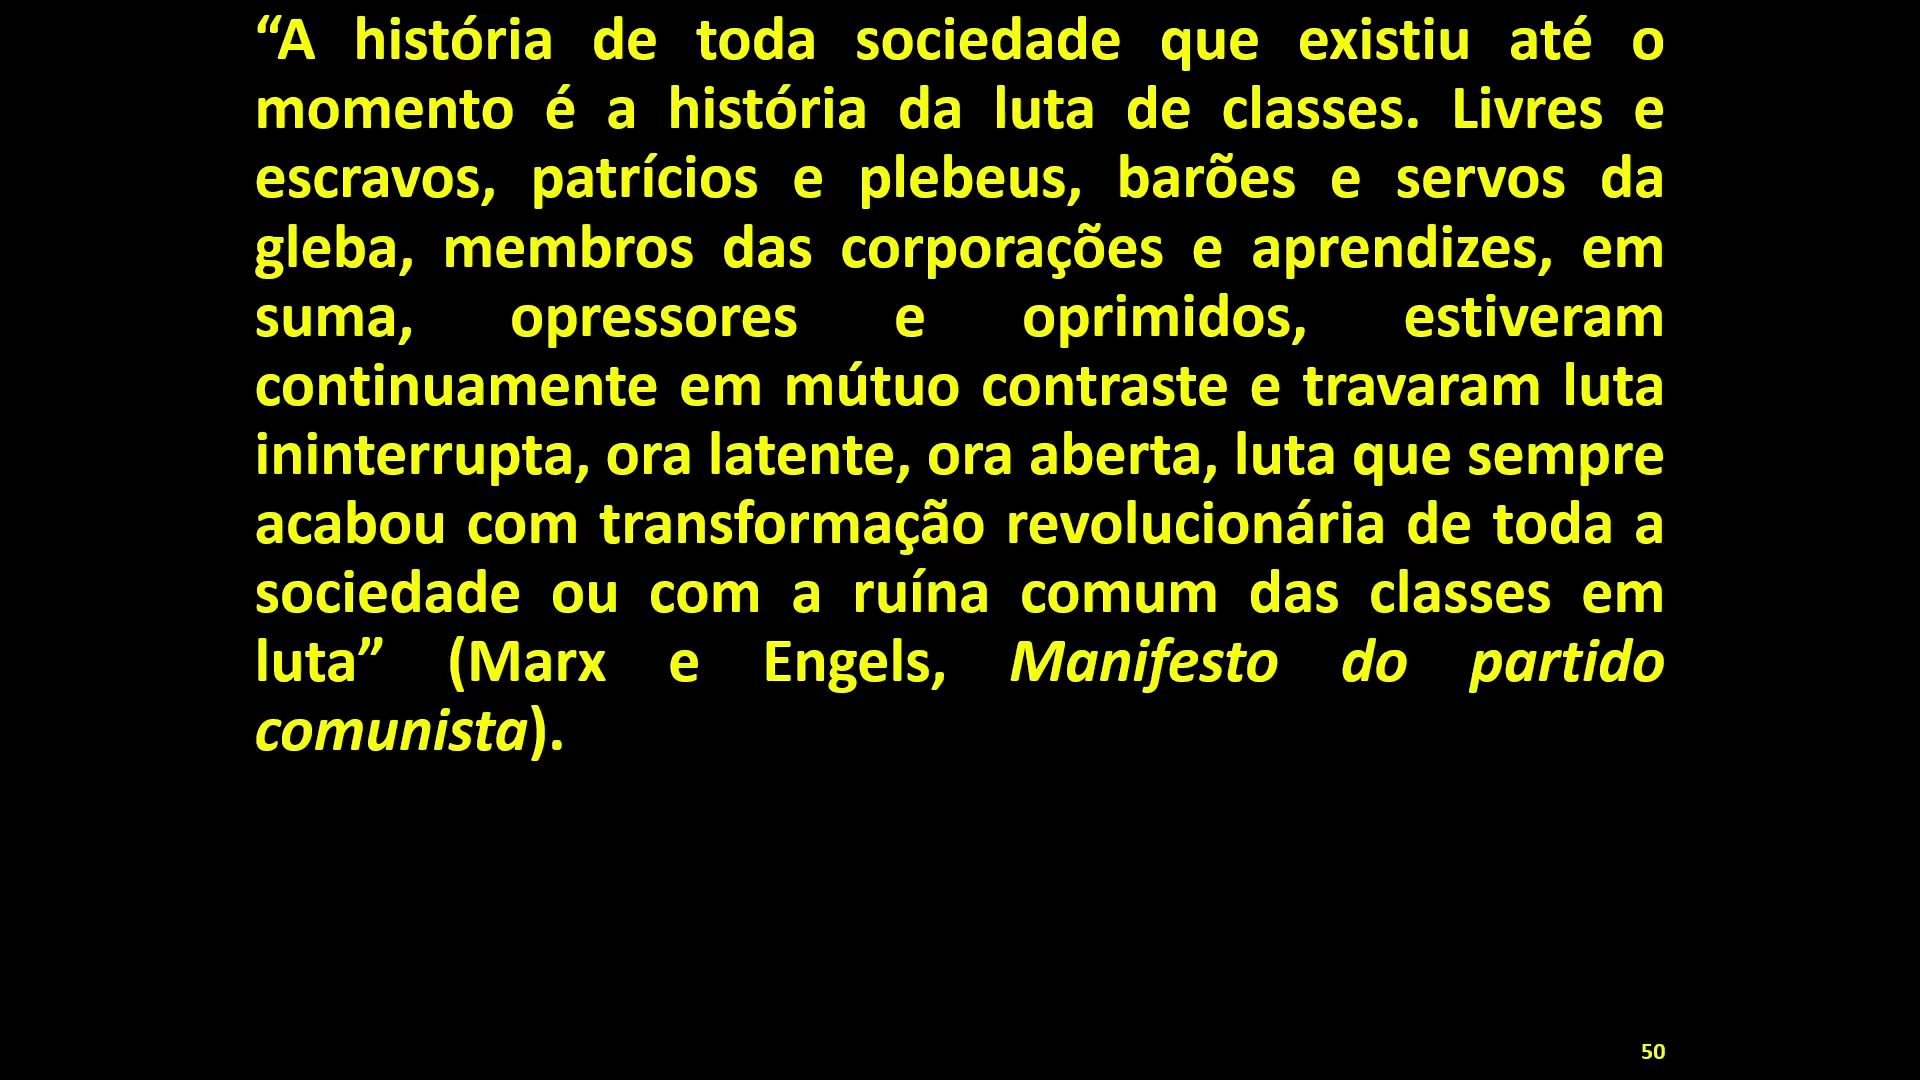 “A história de toda sociedade que existiu até o
momento é a história da luta de classes. Livres e
escravos, patrícios e plebeus, barões e servos da
gleba, membros das corporações e aprendizes, em
suma, opressores e oprimidos, estiveram
continuamente em mútuo contraste e travaram luta
ininterrupta, ora latente, ora aberta, luta que sempre
acabou com transformação revolucionária de toda a
sociedade ou com a ruína comum das classes em
luta” (Marx e Engels, Manifesto do partido
comunista).
50